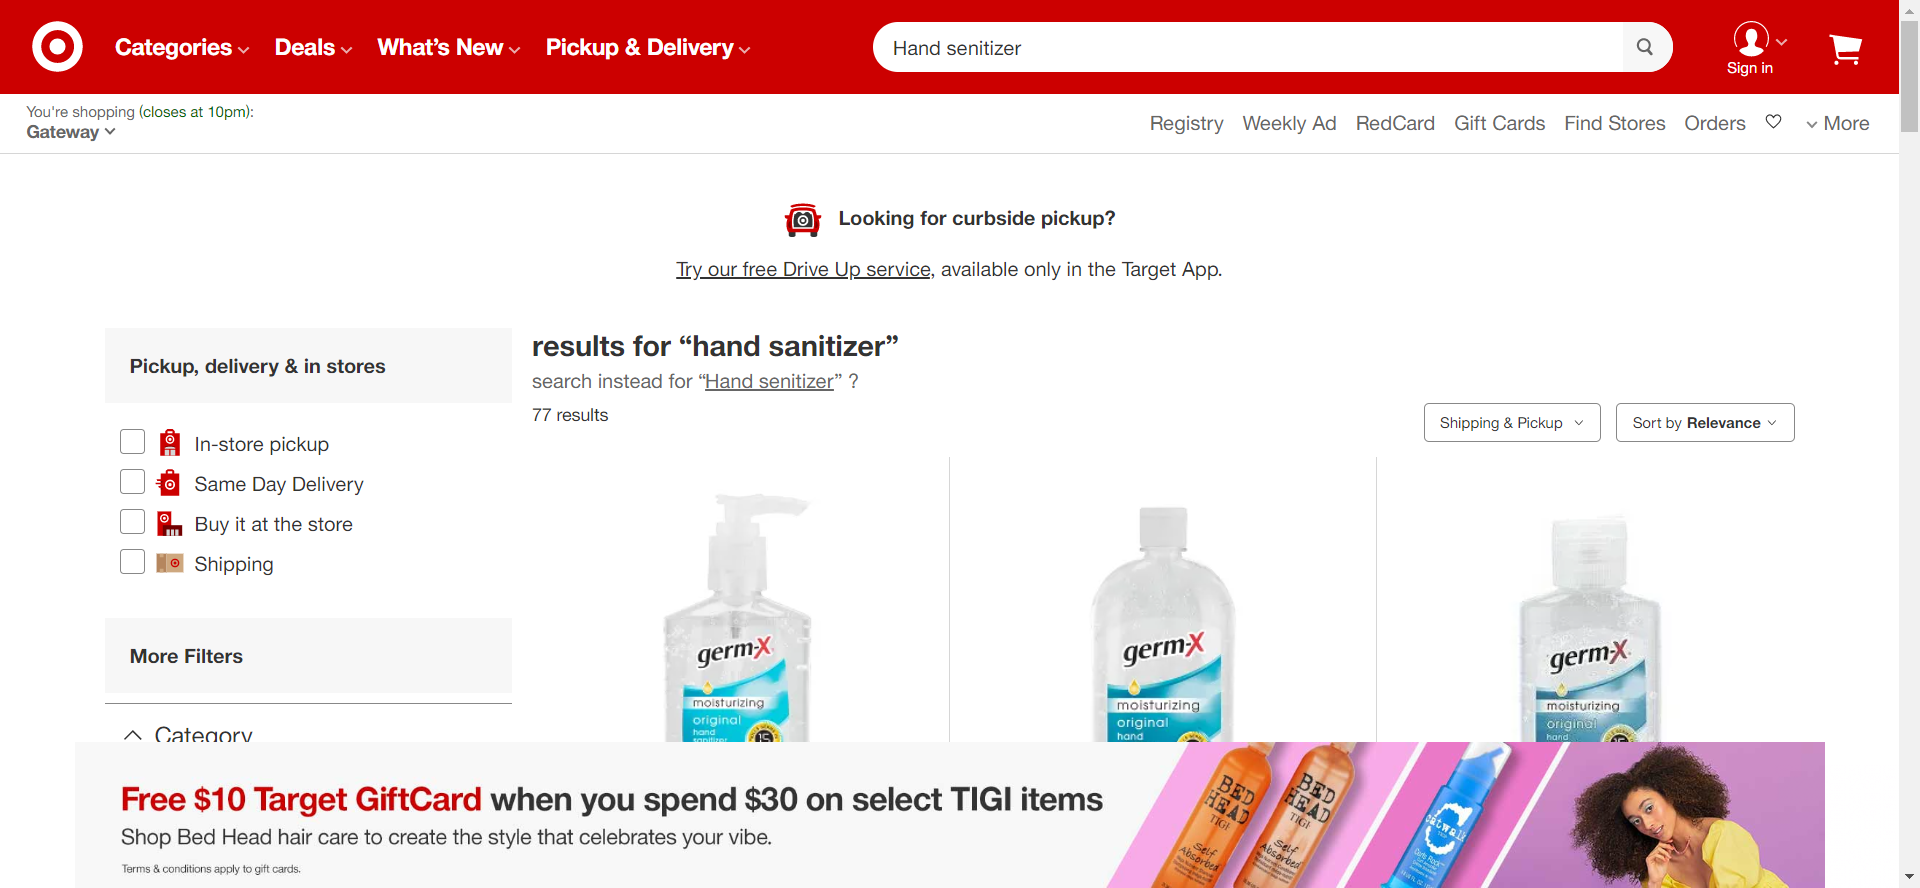 Categories Deals What's New Pickup & Delivery
Hand senitizer
Sign in
You're shopping (closes at 10pm):
Gateway
Registry Weekly Ad RedCard Gift Cards Find Stores Orders More
Looking for curbside pickup?
Try our free Drive Up service, available only in the Target App.
Pickup, delivery & in stores
In-store pickup
Same Day Delivery
Buy it at the store
Shipping
More Filters
Category
results for “hand sanitizer”
search instead for “Hand senitizer” ?
77 results
Shipping & Pickup
Sort by Relevance
germ-X
moisturizing
original
hand
sanitizer
15
germ-X
moisturizing
original
hand
15
germ-X
moisturizing
original
hand
Free $10 Target GiftCard when you spend $30 on select TIGI items
Shop Bed Head hair care to create the style that celebrates your vibe.
Terms & conditions apply to gift cards.
BED
HEAD
TIGI
Self
Absorbed
BED
HEAD
TIGI
Self
Absorbed
catwalk